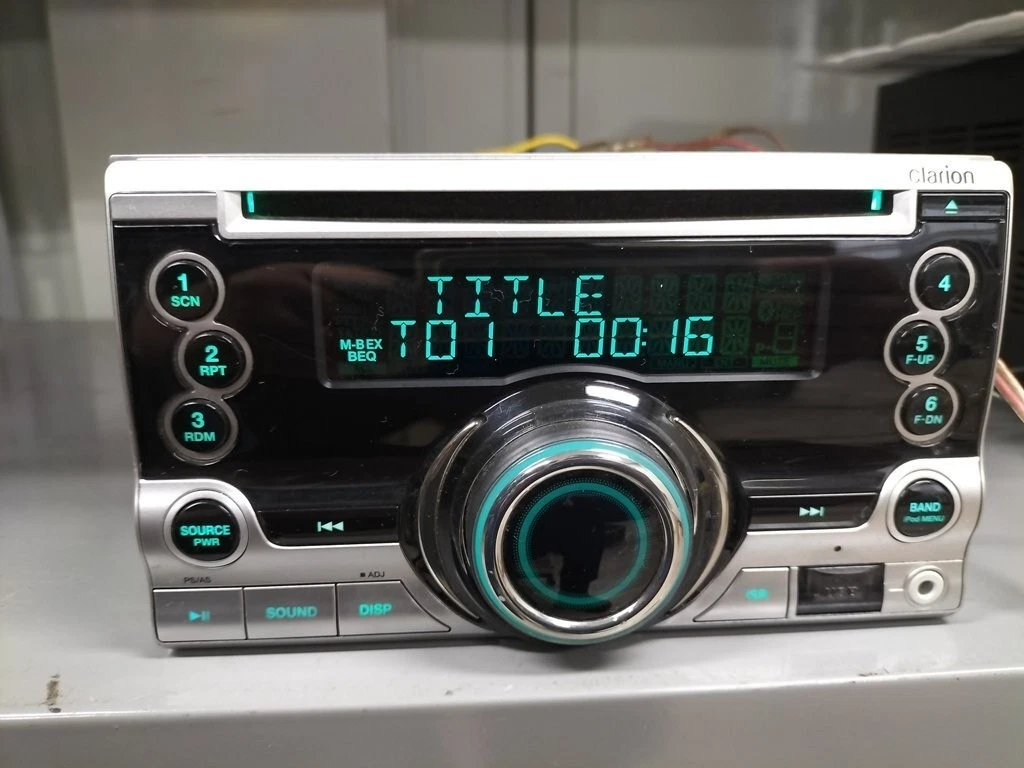 clarion
1
SCN
4
TITLE
2
RPT
M-BEX
BEQ
T01 00:16
5
F-UP
3
RDM
6
F-DN
SOURCE
PWR
BAND
iPod MENU
PS/AS
ADJ
SOUND
DISP
ISR